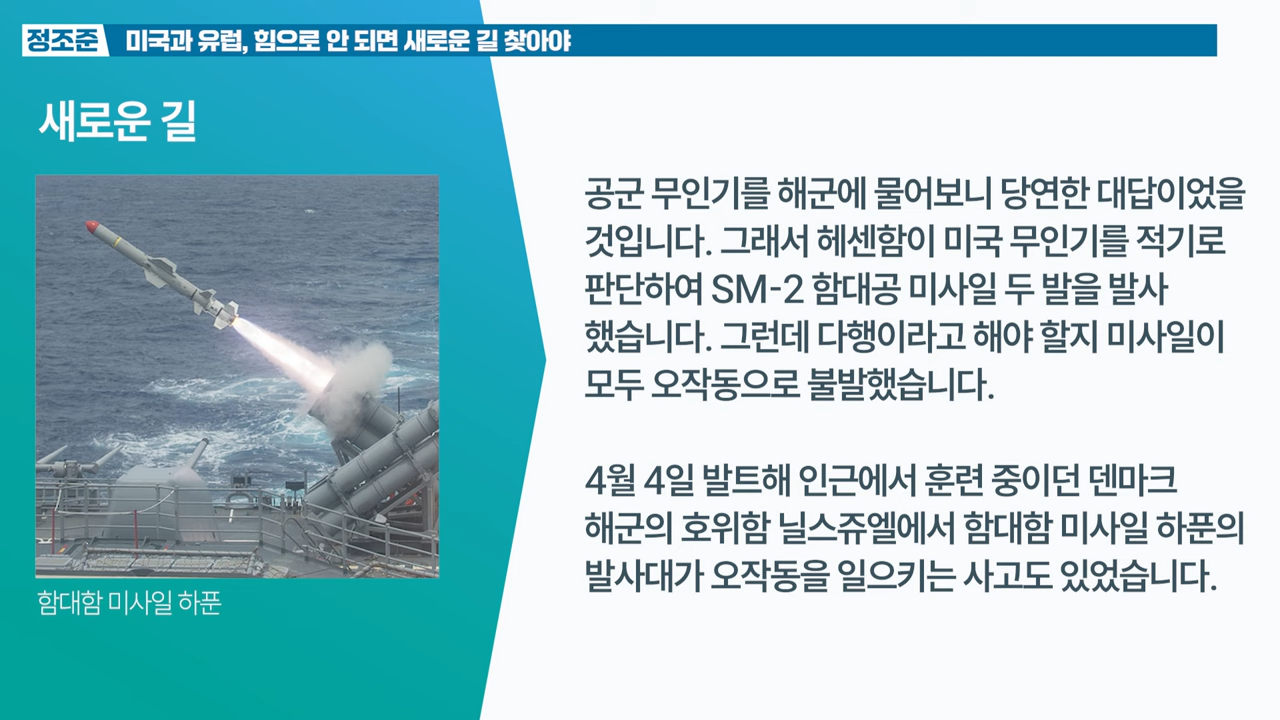 정조준 미국과 유럽, 힘으로 안 되면 새로운 길 찾아야
새로운 길
함대함 미사일 하푼
공군 무인기를 해군에 물어보니 당연한 대답이었을
것입니다. 그래서 헤센함이 미국 무인기를 적기로
판단하여 SM-2 함대공 미사일 두 발을 발사
했습니다. 그런데 다행이라고 해야 할지 미사일이
모두 오작동으로 불발했습니다.
4월 4일 발트해 인근에서 훈련 중이던 덴마크
해군의 호위함 닐스쥬엘에서 함대함 미사일 하푼의
발사대가 오작동을 일으키는 사고도 있었습니다.